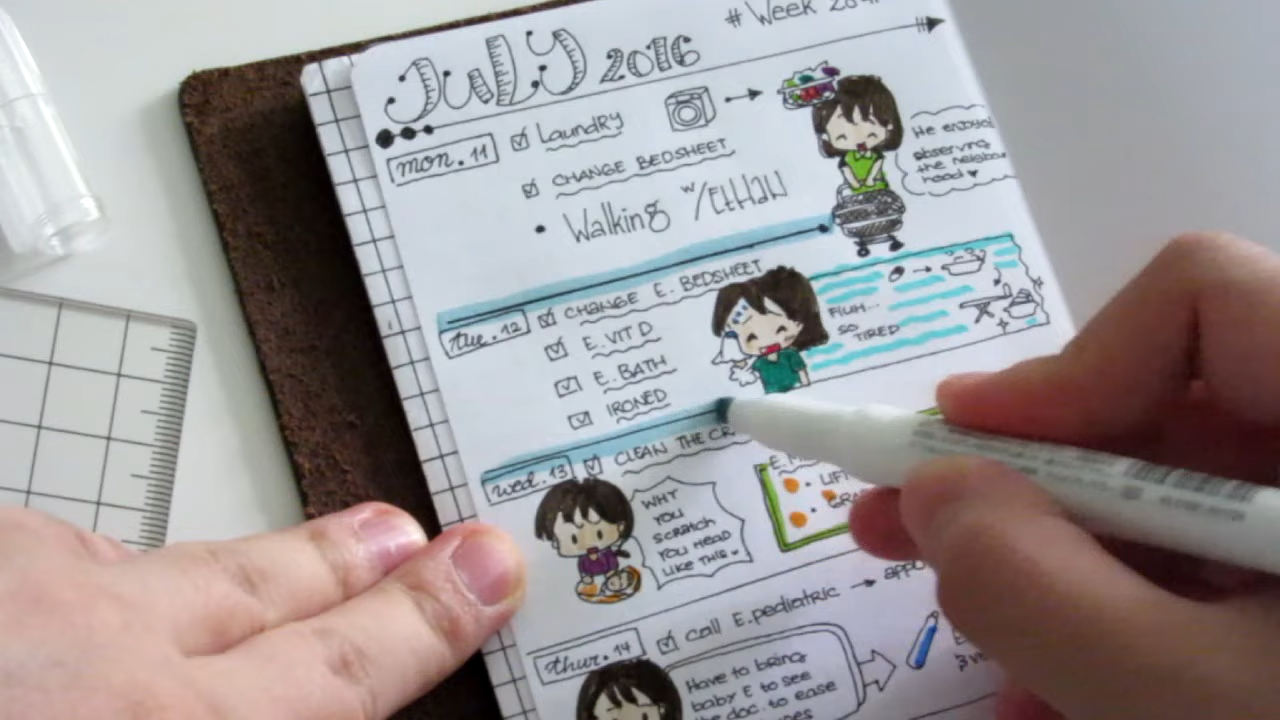 # Week
JULY 2016
mon. 11
LaunDRY
CHANGE BEDSHEET
• Walking w/EtHaN
He enjoyed
observing
the neighbour
hood
tue. 12
CHANGE E. BEDSHEET
E. VIT D
E. BATH
IRONED
FIUH...
SO
TIRED
wed. 13
CLEAN THE
WHY
YOU
SCRatch
YOU HEAD
LIKE THIS
thur. 14
call E.pediatric → 
Have to bring
baby E to see
the doc. to ease